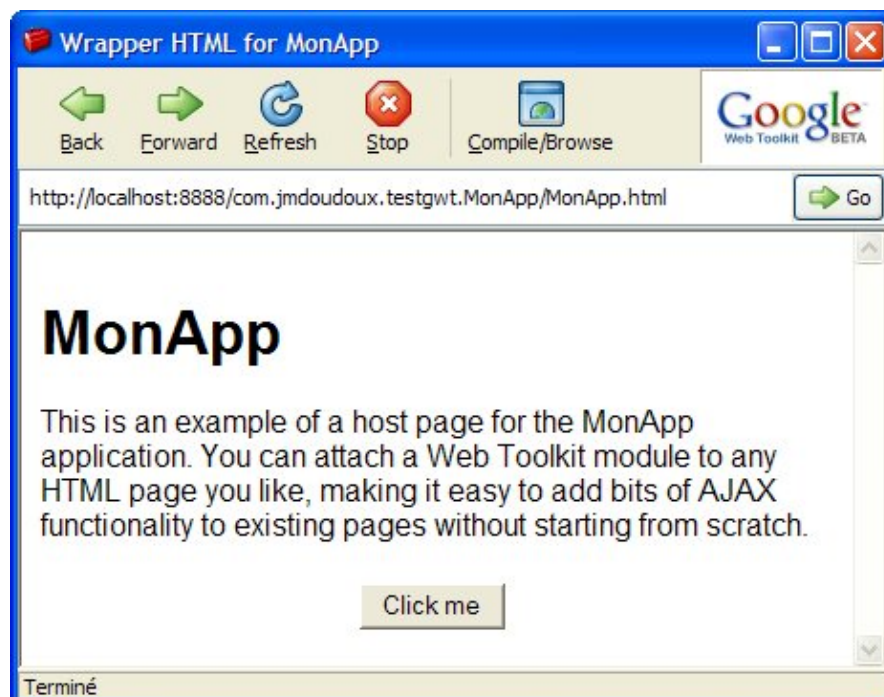 Wrapper HTML for MonApp
Back Forward Refresh Stop Compile/Browse
Google
Web Toolkit BETA
http://localhost:8888/com.jmdoudoux.testgwt.MonApp/MonApp.html Go
MonApp
This is an example of a host page for the MonApp
application. You can attach a Web Toolkit module to any
HTML page you like, making it easy to add bits of AJAX
functionality to existing pages without starting from scratch.
Click me
Terminé